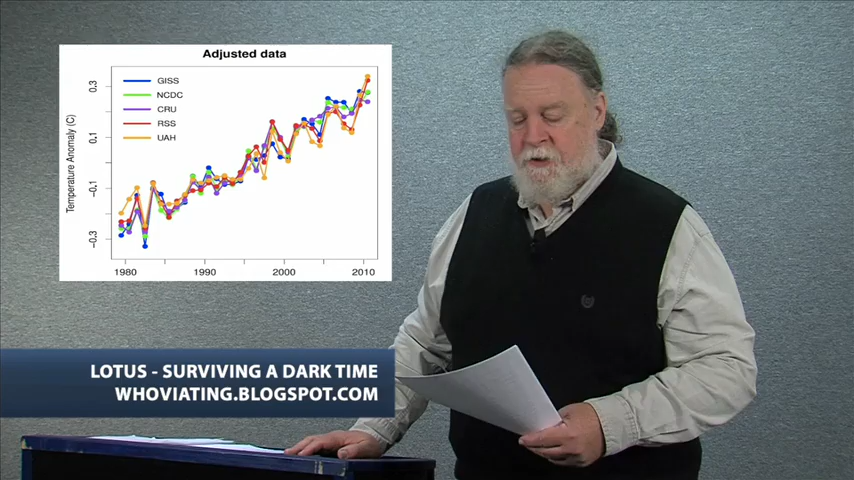 Adjusted data
Temperature Anomaly (C)
0.3
0.1
−0.1
−0.3
GISS
NCDC
CRU
RSS
UAH
1980
1990
2000
2010
LOTUS - SURVIVING A DARK TIME
WHOVIATING.BLOGSPOT.COM